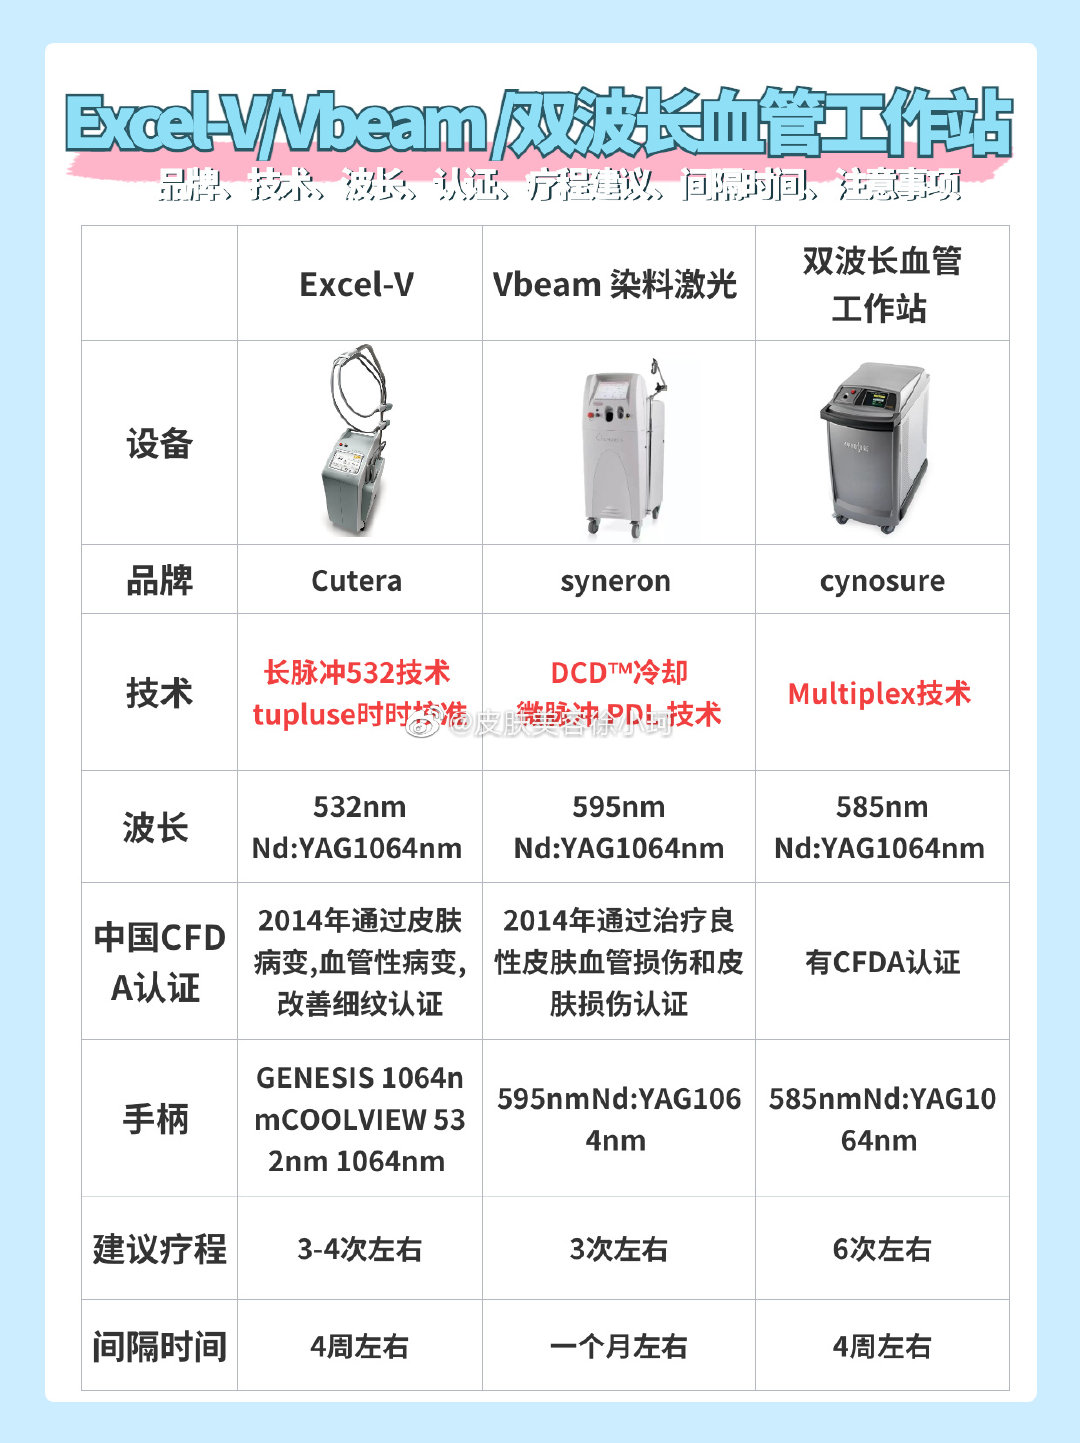 Excel-V/Vbeam /双波长血管工作站
品牌、技术、波长、认证、疗程建议、间隔时间、注意事项
Excel-V
Vbeam 染料激光
双波长血管
工作站
设备
品牌
Cutera
syneron
cynosure
技术
长脉冲532技术
tupluse时时校准
DCD™冷却
微脉冲 PDL 技术
Multiplex技术
@皮肤美容徐小珂
波长
532nm
Nd:YAG1064nm
595nm
Nd:YAG1064nm
585nm
Nd:YAG1064nm
中国CFD
A认证
2014年通过皮肤
病变,血管性病变,
改善细纹认证
2014年通过治疗良
性皮肤血管损伤和皮
肤损伤认证
有CFDA认证
手柄
GENESIS 1064n
mCOOLVIEW 53
2nm 1064nm
595nmNd:YAG106
4nm
585nmNd:YAG10
64nm
建议疗程
3-4次左右
3次左右
6次左右
间隔时间
4周左右
一个月左右
4周左右